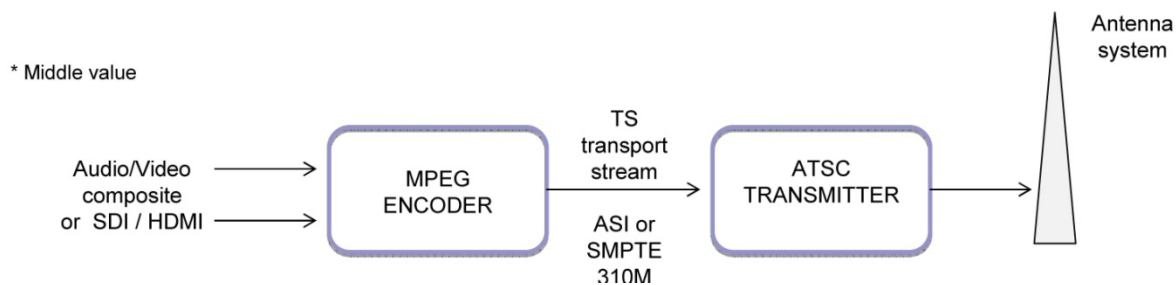 * Middle value
Audio/Video
composite
or SDI / HDMI
MPEG
ENCODER
TS
transport
stream
ASI or
SMPTE
310M
ATSC
TRANSMITTER
Antenna
system